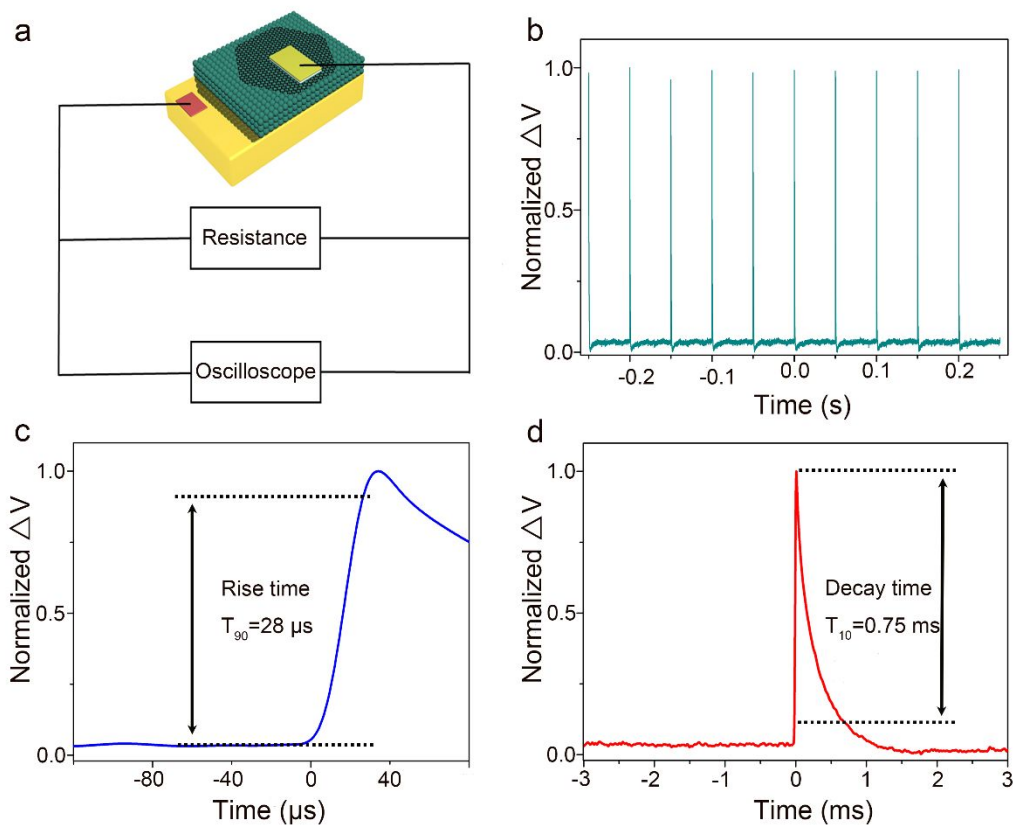 a
Resistance
Oscilloscope
b
Normalized △V
1.0
0.5
0.0
-0.2
-0.1
0.0
0.1
0.2
Time (s)
c
Normalized △V
1.0
0.5
0.0
Rise time
T90=28 μs
-80
-40
0
40
Time (μs)
d
Normalized △V
1.0
0.5
0.0
Decay time
T10=0.75 ms
-3
-2
-1
0
1
2
3
Time (ms)